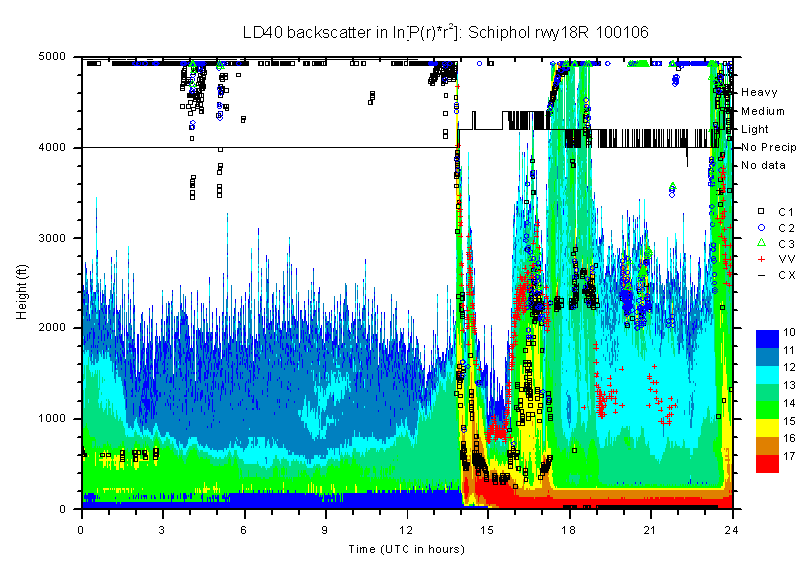 LD40 backscatter in ln[P(r)*r²]: Schiphol rwy18R 100106
5000
4000
3000
2000
1000
0
Height (ft)
0 3 6 9 12 15 18 21 24
Time (UTC in hours)
Heavy
Medium
Light
No Precip
No data
C1
C2
C3
VV
CX
10
11
12
13
14
15
16
17